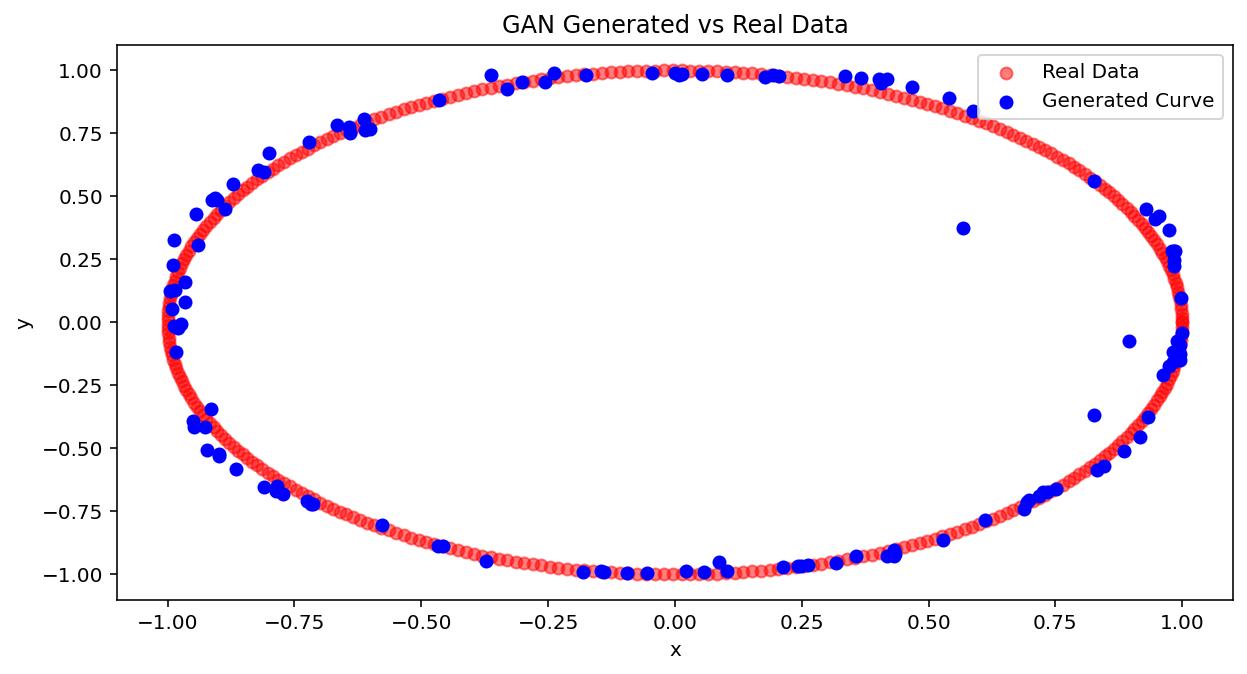 GAN Generated vs Real Data
Real Data
Generated Curve
1.00
0.75
0.50
0.25
0.00
−0.25
−0.50
−0.75
−1.00
y
−1.00 −0.75 −0.50 −0.25 0.00 0.25 0.50 0.75 1.00
x